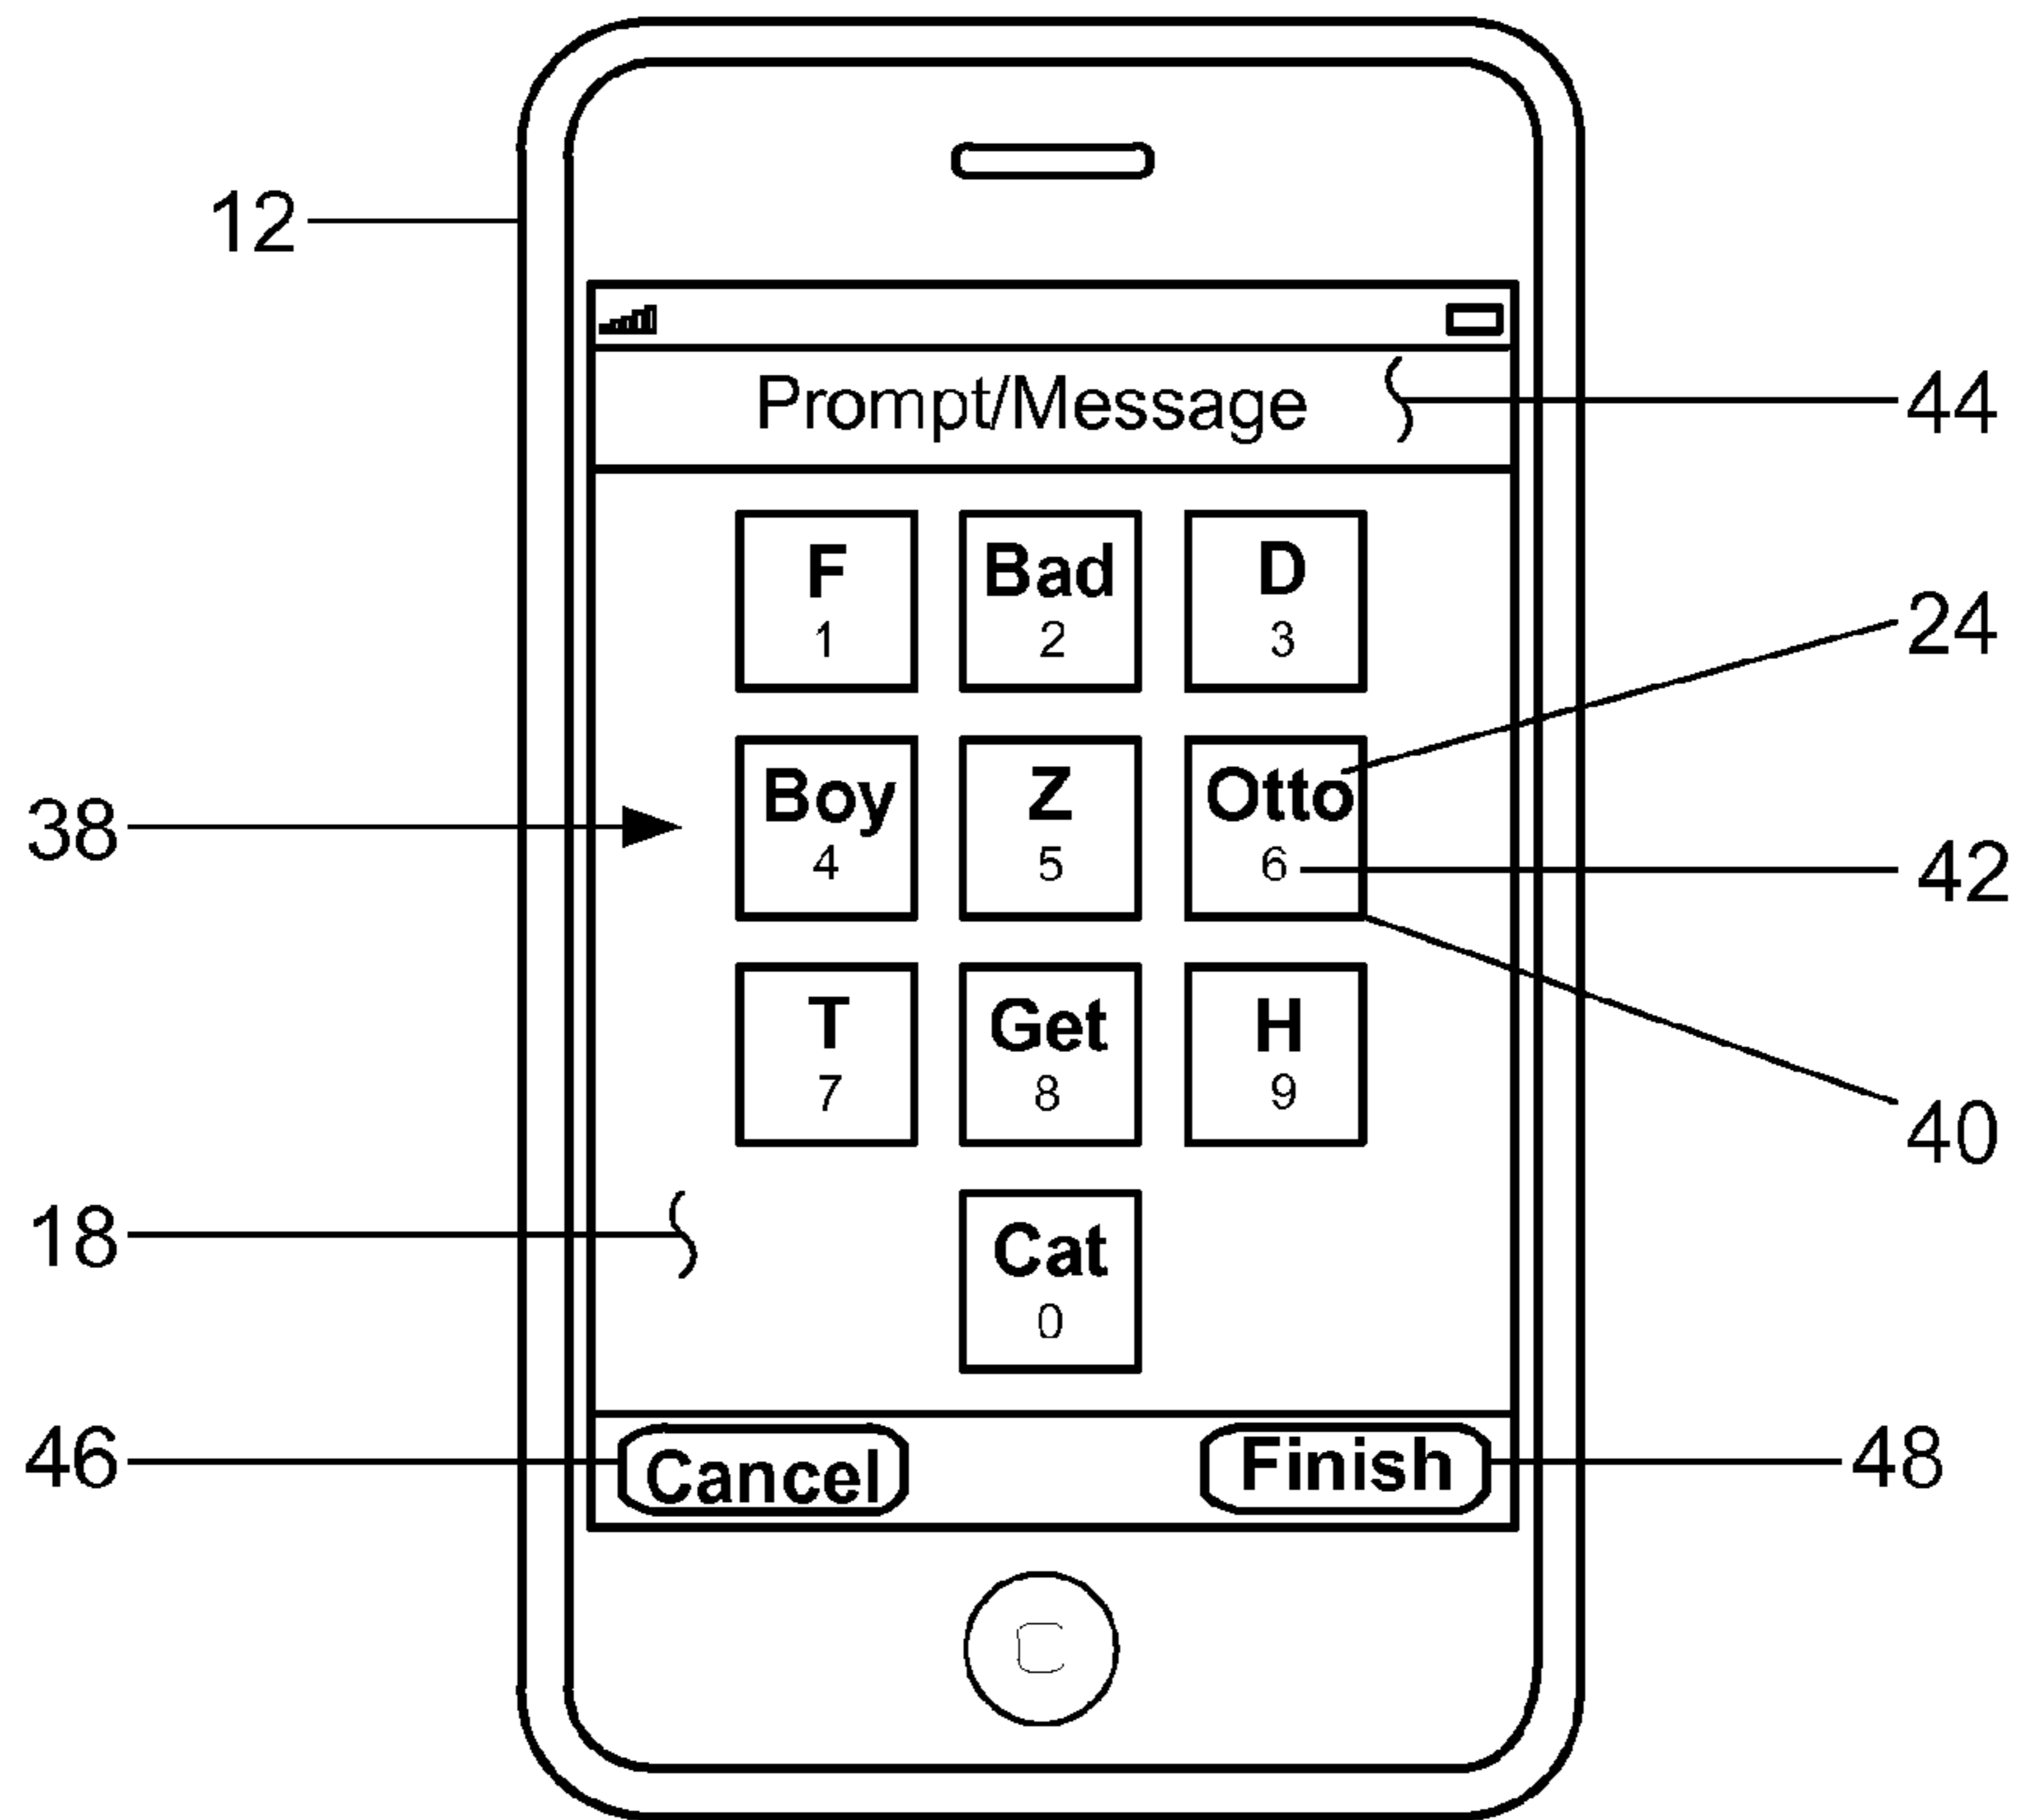 12
Prompt/Message
44
F Bad D
1 2 3
24
Boy Z Otto
4 5 6
38
42
T Get H
7 8 9
40
18
Cat
0
46
Cancel Finish
48
C